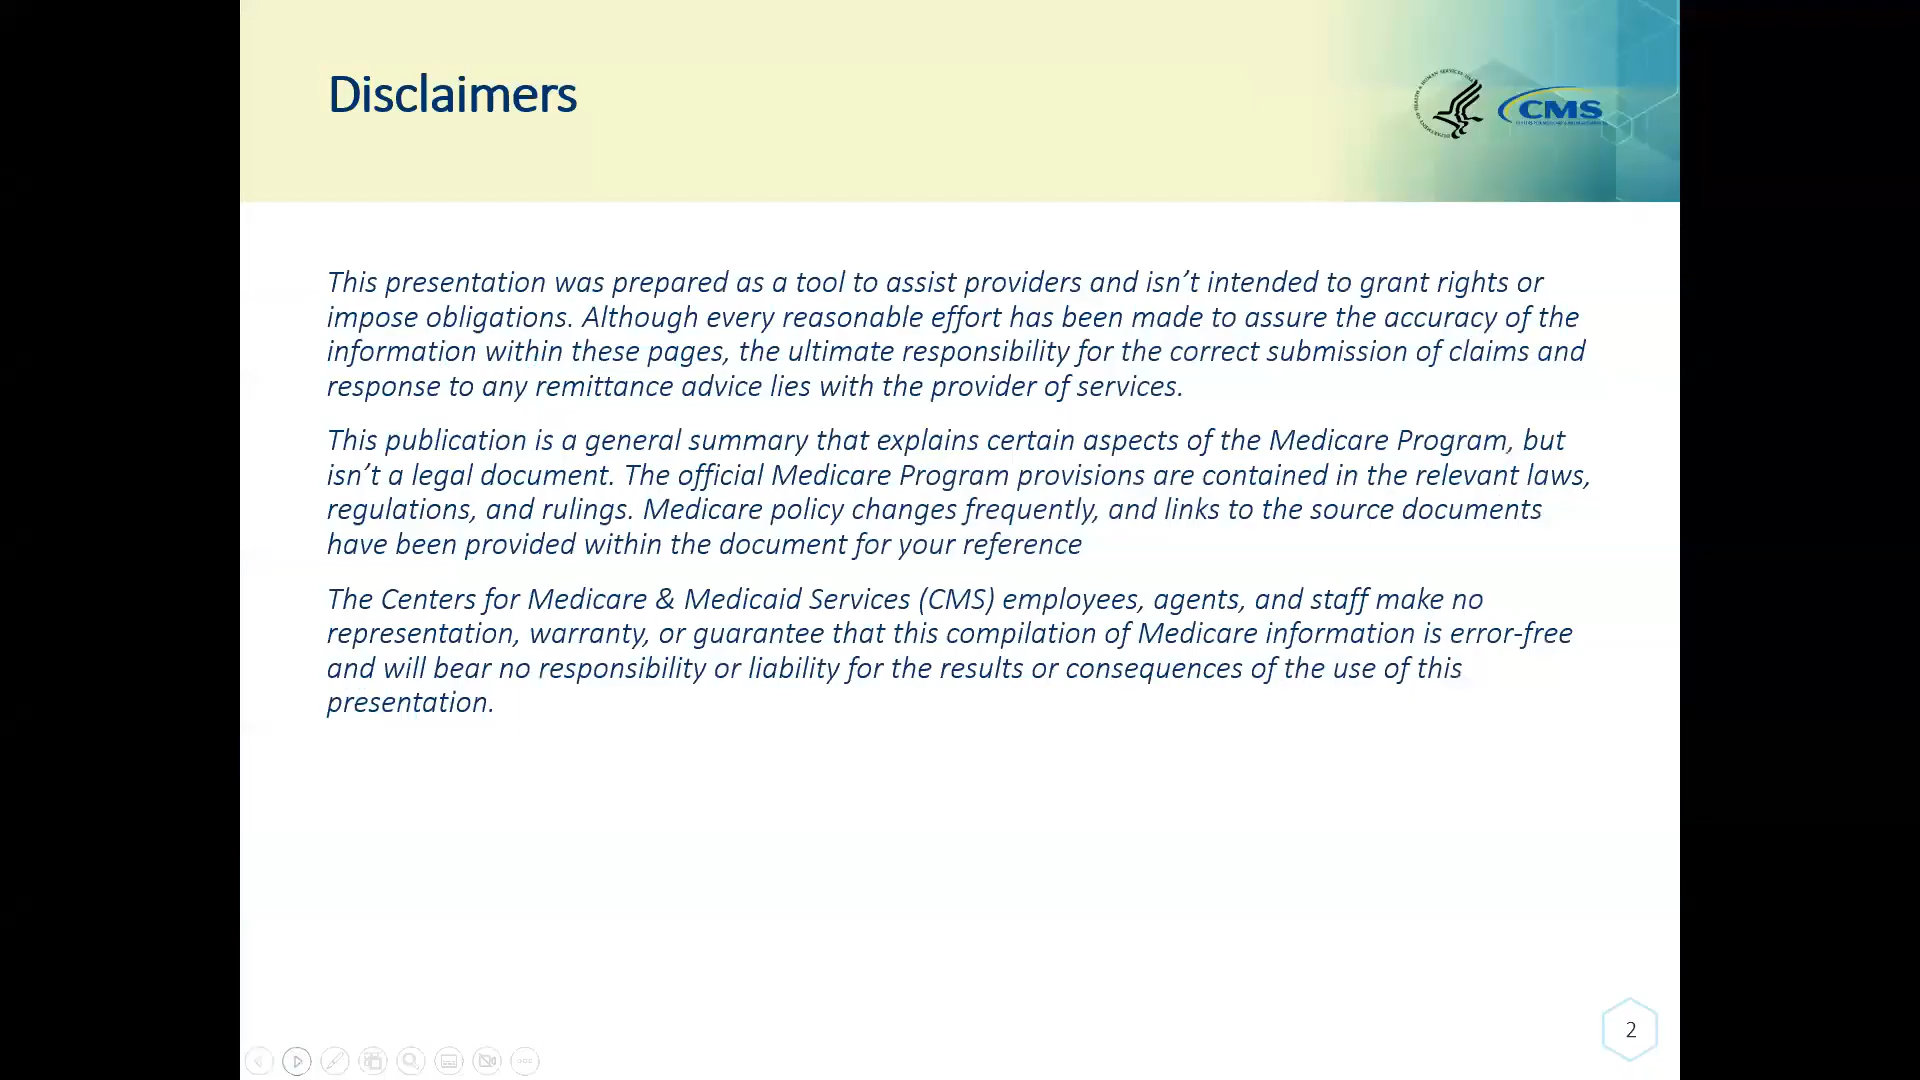 Disclaimers
CMS
This presentation was prepared as a tool to assist providers and isn’t intended to grant rights or
impose obligations. Although every reasonable effort has been made to assure the accuracy of the
information within these pages, the ultimate responsibility for the correct submission of claims and
response to any remittance advice lies with the provider of services.
This publication is a general summary that explains certain aspects of the Medicare Program, but
isn’t a legal document. The official Medicare Program provisions are contained in the relevant laws,
regulations, and rulings. Medicare policy changes frequently, and links to the source documents
have been provided within the document for your reference
The Centers for Medicare & Medicaid Services (CMS) employees, agents, and staff make no
representation, warranty, or guarantee that this compilation of Medicare information is error-free
and will bear no responsibility or liability for the results or consequences of the use of this
presentation.
2